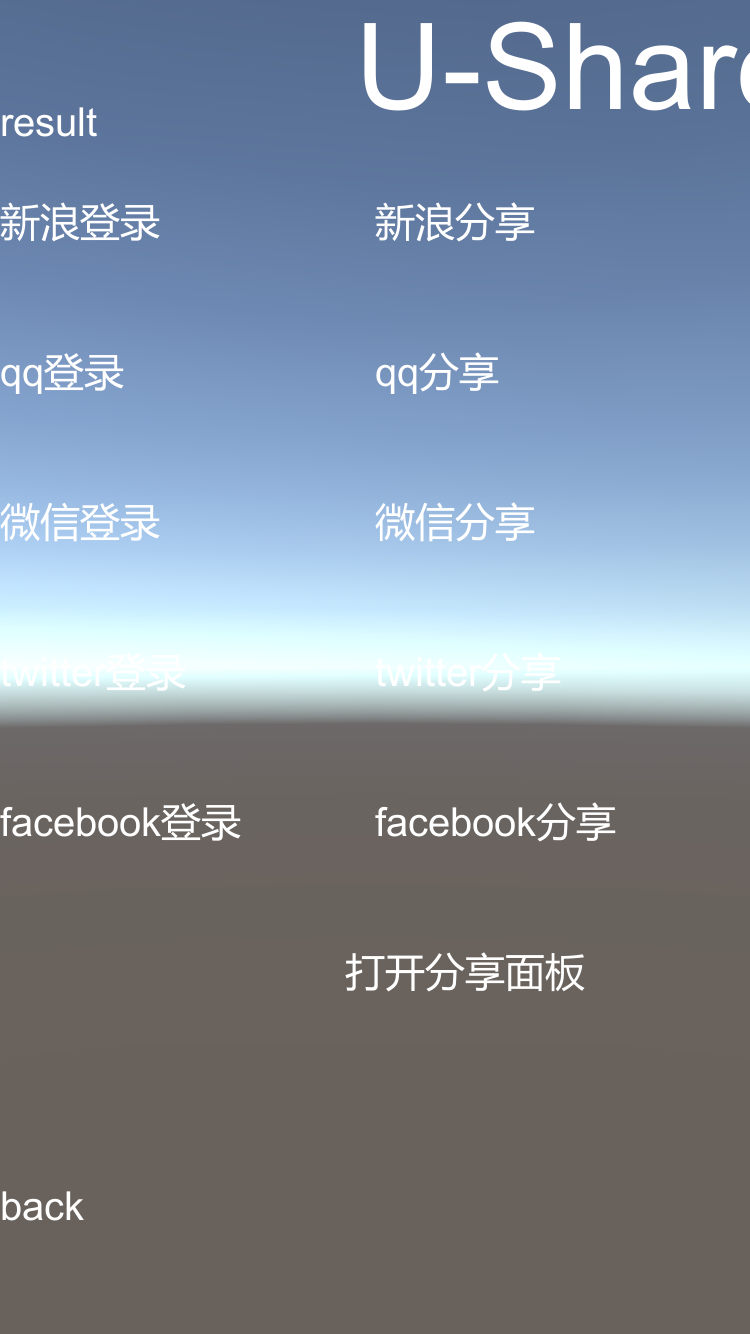 U-Share
result
新浪登录 新浪分享
qq登录 qq分享
微信登录 微信分享
twitter登录 twitter分享
facebook登录 facebook分享
打开分享面板
back